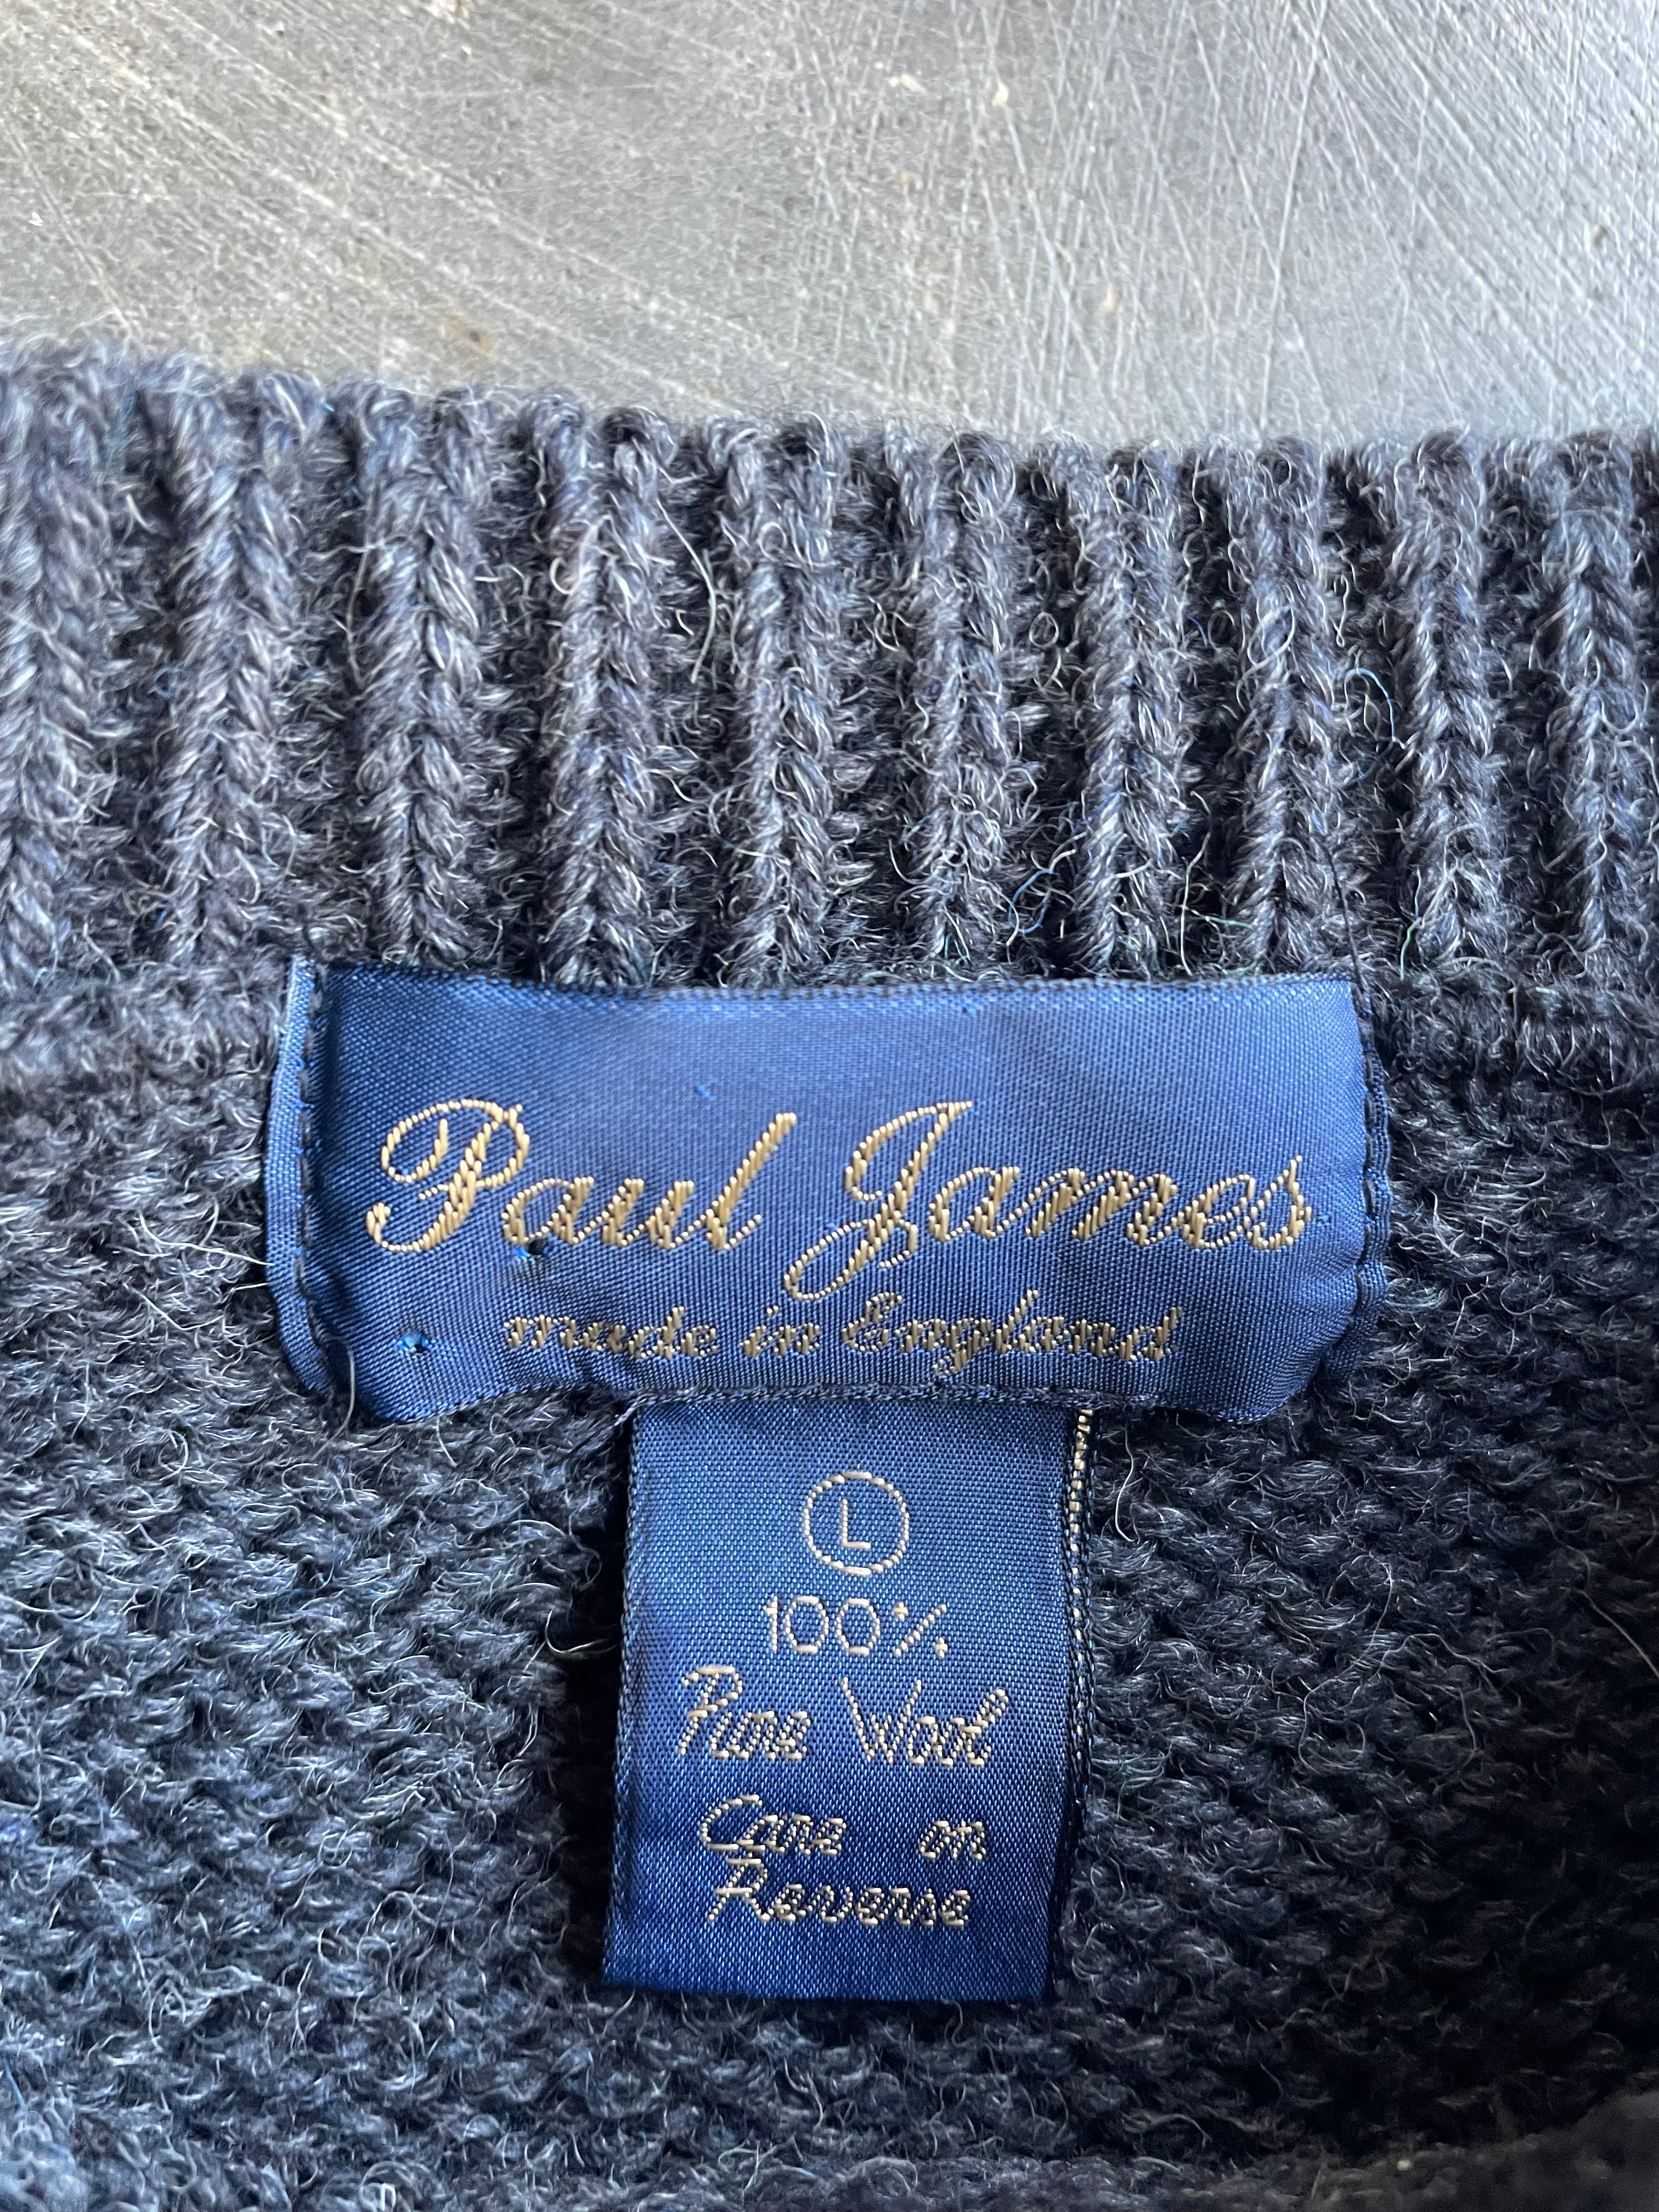 Paul James
made in England
L
100%
Pure Wool
Care on
Reverse